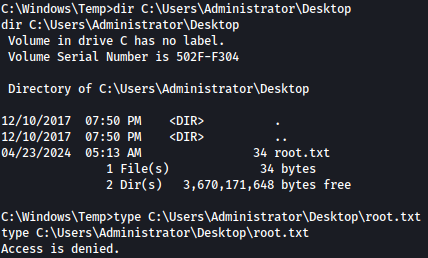 C:\Windows\Temp>dir C:\Users\Administrator\Desktop
dir C:\Users\Administrator\Desktop
 Volume in drive C has no label.
 Volume Serial Number is 502F-F304

 Directory of C:\Users\Administrator\Desktop

12/10/2017  07:50 PM    <DIR>          .
12/10/2017  07:50 PM    <DIR>          ..
04/23/2024  05:13 AM                34 root.txt
               1 File(s)             34 bytes
               2 Dir(s)   3,670,171,648 bytes free

C:\Windows\Temp>type C:\Users\Administrator\Desktop\root.txt
type C:\Users\Administrator\Desktop\root.txt
Access is denied.